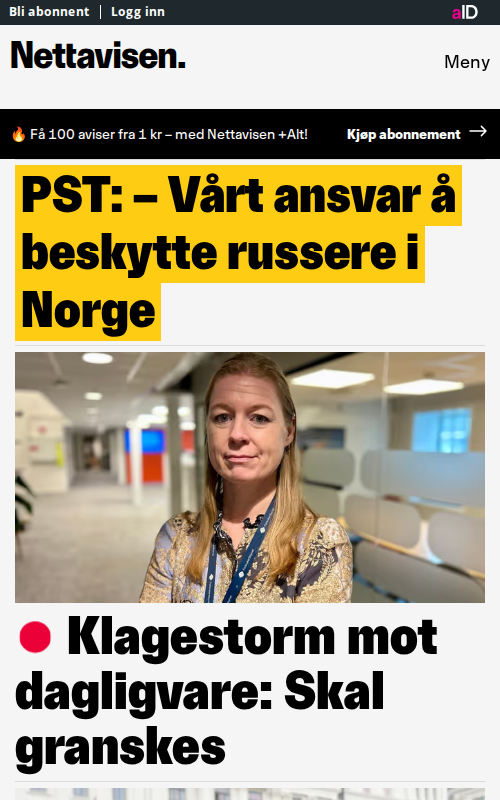 Bli abonnent | Logg inn
aID
Nettavisen.
Meny
🔥 Få 100 aviser fra 1 kr – med Nettavisen +Alt!
Kjøp abonnement →
PST: – Vårt ansvar å
beskytte russere i
Norge
Klagestorm mot
dagligvare: Skal
granskes